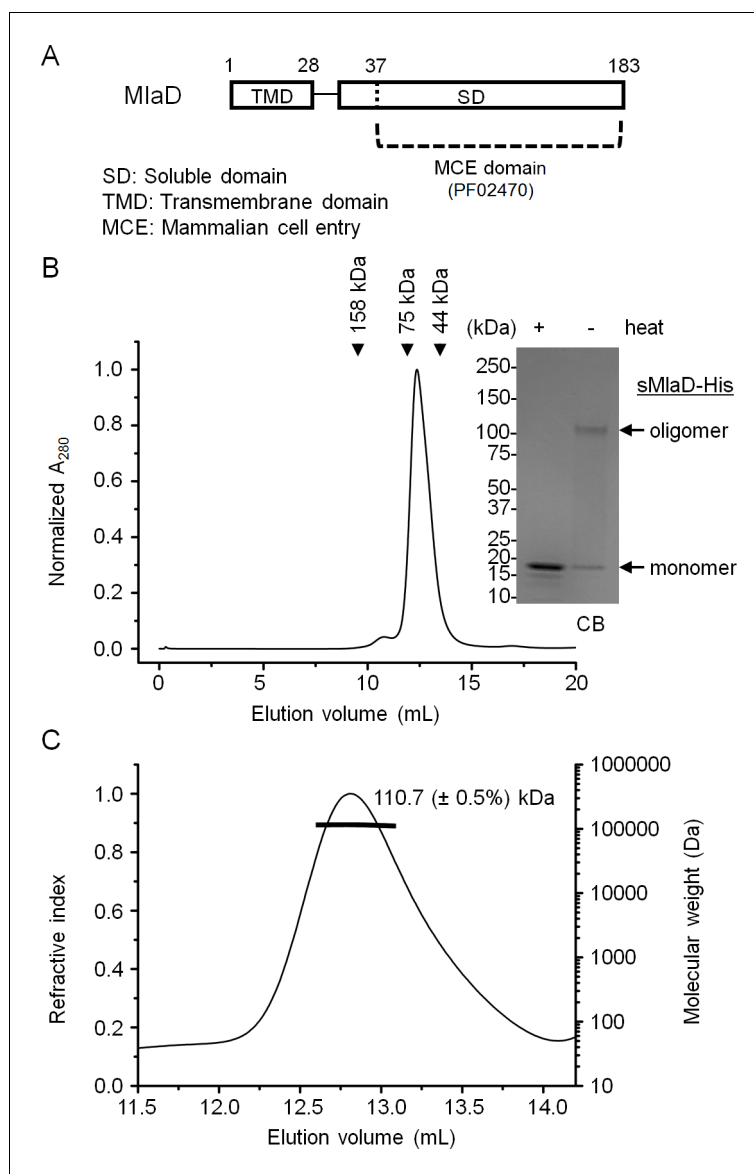 A
1 28 37 183
MlaD TMD SD
MCE domain
(PF02470)
SD: Soluble domain
TMD: Transmembrane domain
MCE: Mammalian cell entry
B
158 kDa
75 kDa
44 kDa
(kDa) + - heat
250
150
100
75
50
37
25
20
15
10
sMlaD-His
oligomer
monomer
CB
Normalized A280
1.0
0.8
0.6
0.4
0.2
0.0
0 5 10 15 20
Elution volume (mL)
C
110.7 (± 0.5%) kDa
Refractive index
1.0
0.8
0.6
0.4
0.2
0.0
1000000
100000
10000
1000
100
10
Molecular weight (Da)
11.5 12.0 12.5 13.0 13.5 14.0
Elution volume (mL)